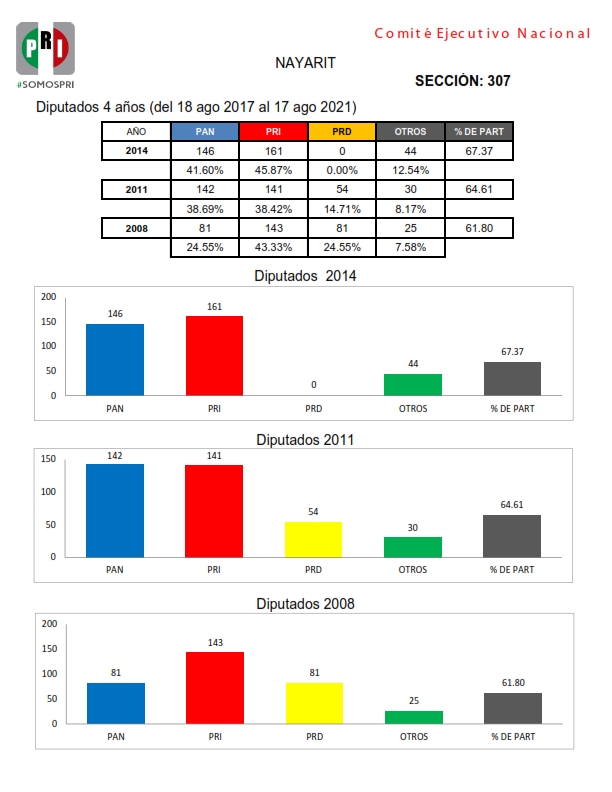 Comité Ejecutivo Nacional
PRI
#SOMOSPRI
NAYARIT
SECCIÓN: 307
Diputados 4 años (del 18 ago 2017 al 17 ago 2021)
AÑO PAN PRI PRD OTROS % DE PART
2014 146 161 0 44 67.37
41.60% 45.87% 0.00% 12.54%
2011 142 141 54 30 64.61
38.69% 38.42% 14.71% 8.17%
2008 81 143 81 25 61.80
24.55% 43.33% 24.55% 7.58%
Diputados 2014
200
150
100
50
0
146 161 0 44 67.37
PAN PRI PRD OTROS % DE PART
Diputados 2011
150
100
50
0
142 141 54 30 64.61
PAN PRI PRD OTROS % DE PART
Diputados 2008
200
150
100
50
0
81 143 81 25 61.80
PAN PRI PRD OTROS % DE PART